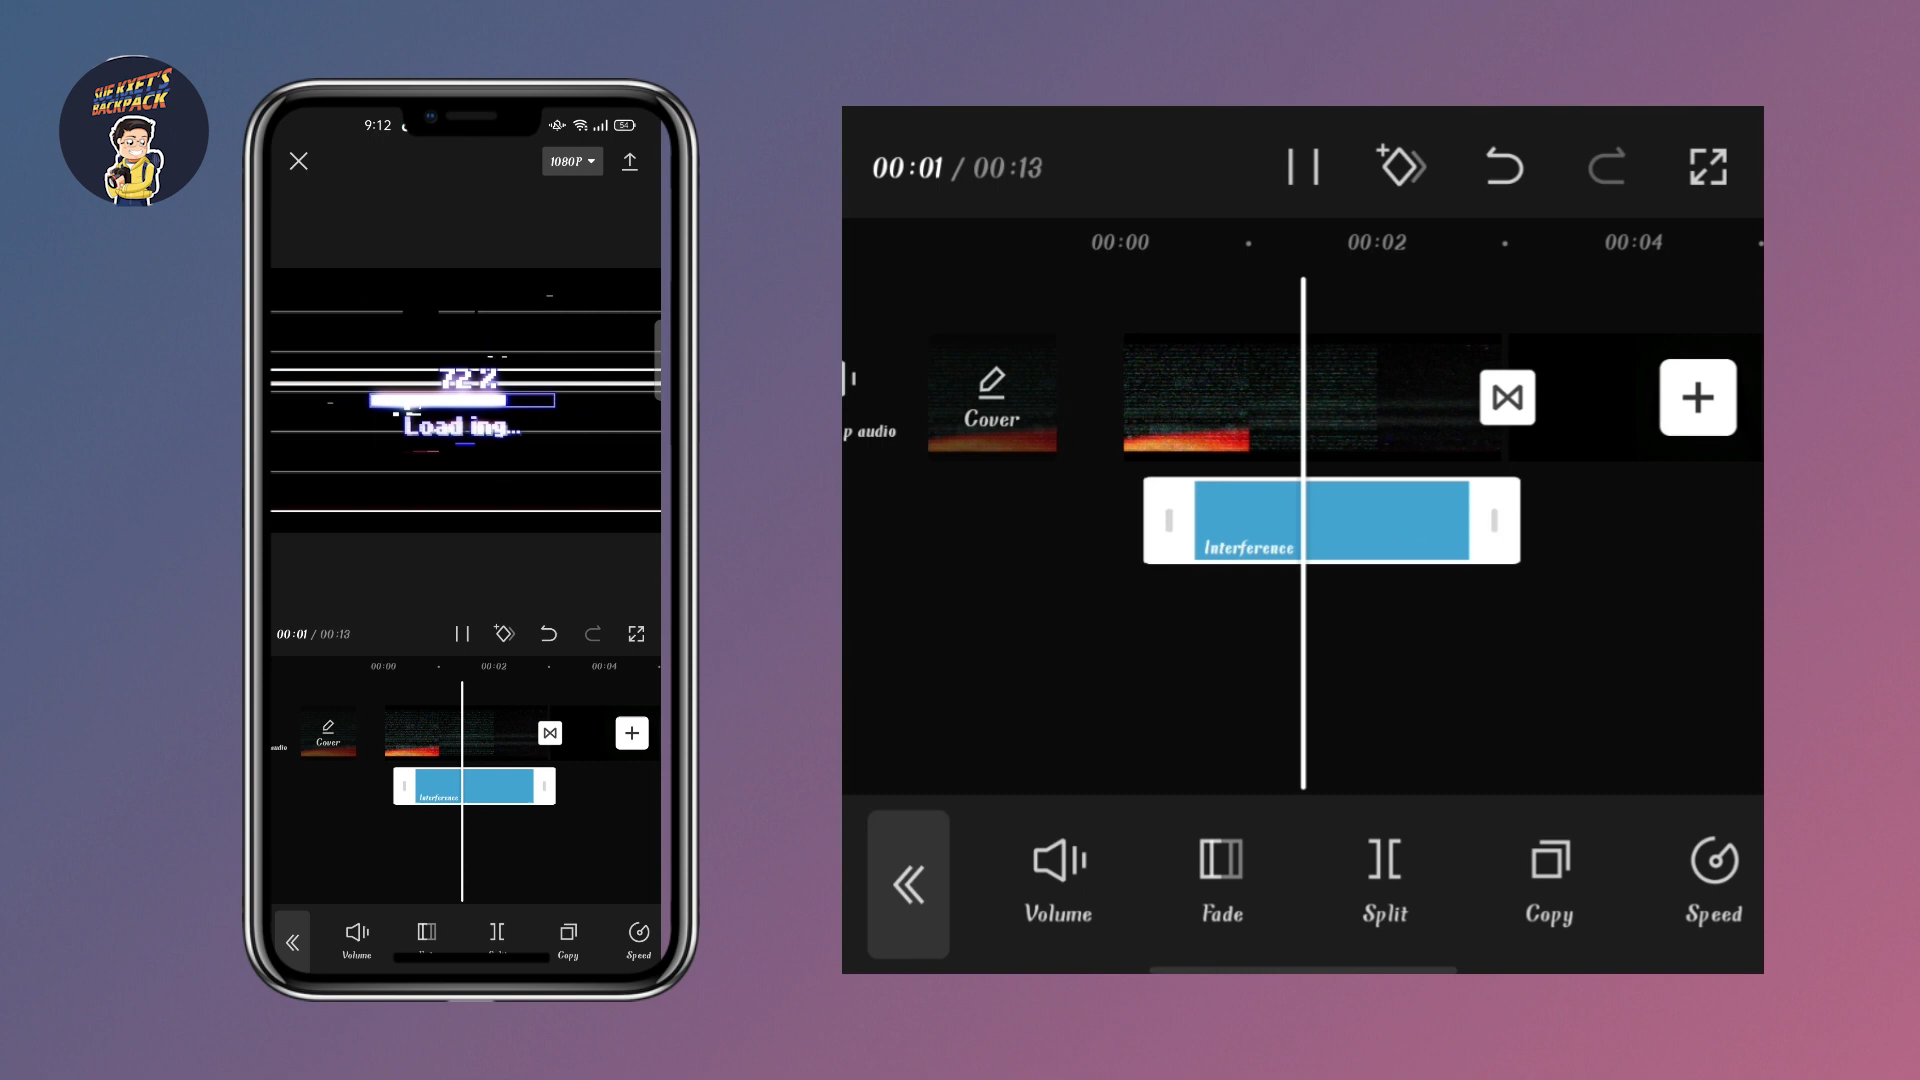 SUEKXET'S
BACKPACK
9:12
54
1080P
72%
Loading...
00:01 / 00:13
00:00
00:02
00:04
Cover
audio
Interference
Volume
Copy
Speed
00:01 / 00:13
00:00
00:02
00:04
Cover
p audio
Interference
Volume
Fade
Split
Copy
Speed